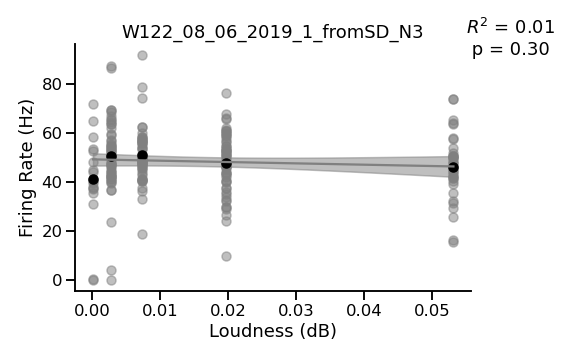 W122_08_06_2019_1_fromSD_N3
R² = 0.01
p = 0.30
Firing Rate (Hz)
80
60
40
20
0
0.00 0.01 0.02 0.03 0.04 0.05
Loudness (dB)